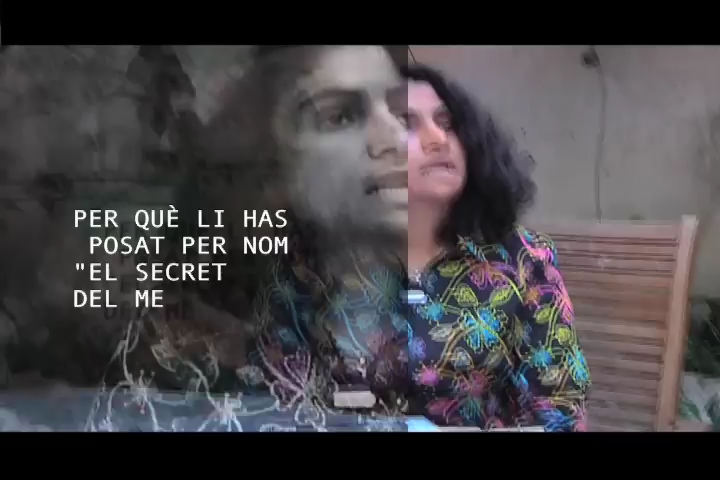 PER QUÈ LI HAS
POSAT PER NOM
"EL SECRET
DEL ME